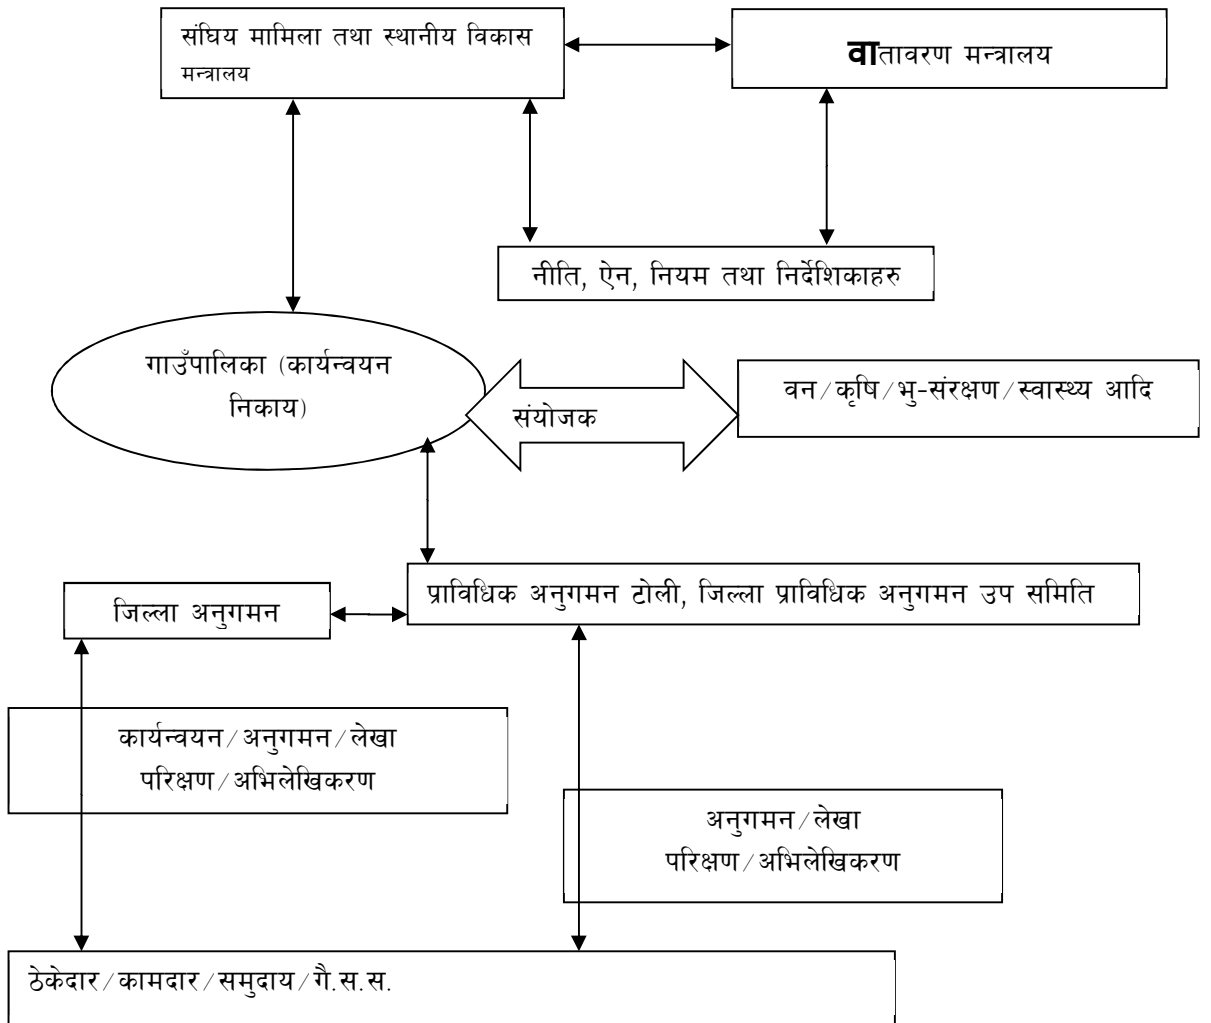 संघिय मामिला तथा स्थानीय विकास
मन्त्रालय
वातावरण मन्त्रालय
नीति, ऐन, नियम तथा निर्देशिकाहरु
गाउँपालिका (कार्यन्वयन
निकाय)
संयोजक
वन/कृषि/भु-संरक्षण/स्वास्थ्य आदि
प्राविधिक अनुगमन टोली, जिल्ला प्राविधिक अनुगमन उप समिति
जिल्ला अनुगमन
कार्यन्वयन/अनुगमन/लेखा
परिक्षण/अभिलेखिकरण
अनुगमन/लेखा
परिक्षण/अभिलेखिकरण
ठेकेदार/कामदार/समुदाय/गै.स.स.